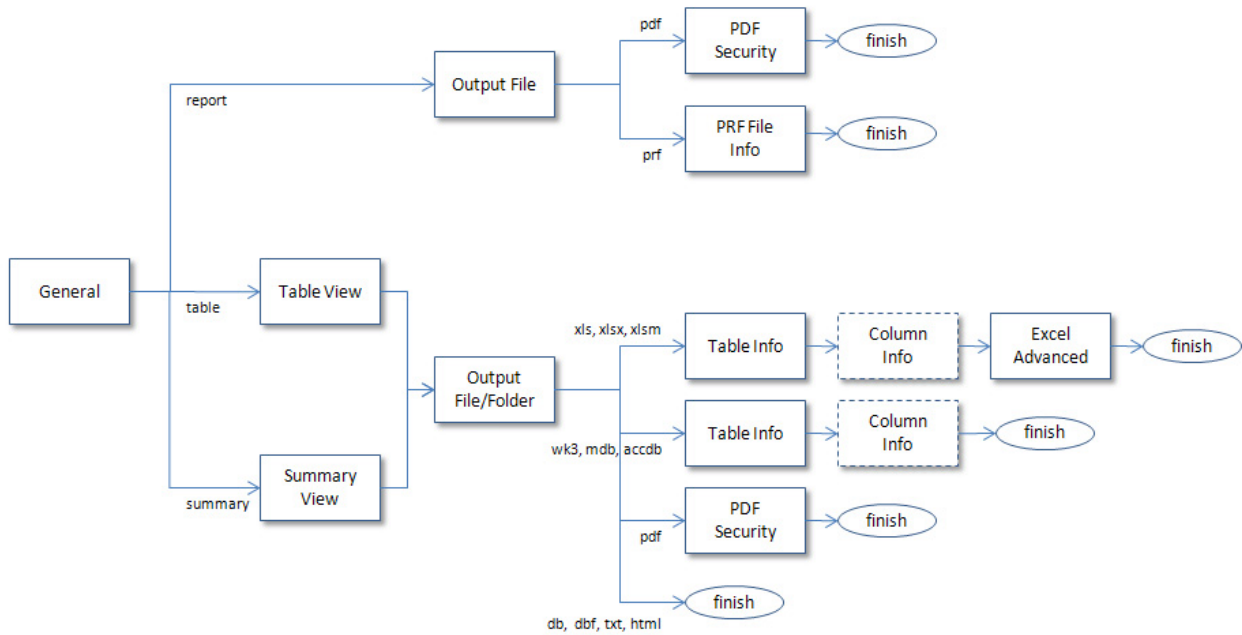 pdf
PDF
Security
finish
Output File
report
PRF File
Info
finish
prf
General
Table View
table
xls, xlsx, xlsm
Table Info
Column
Info
Excel
Advanced
finish
Output
File/Folder
Table Info
Column
Info
finish
wk3, mdb, accdb
Summary
View
summary
PDF
Security
finish
pdf
finish
db, dbf, txt, html